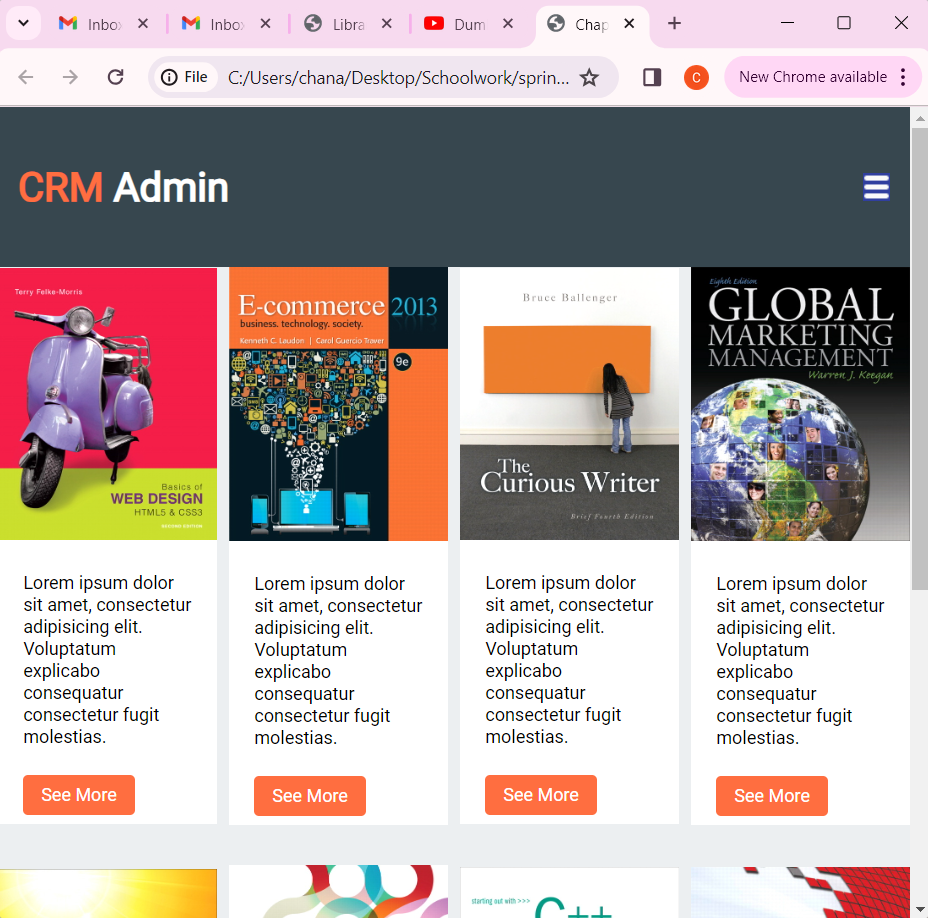 Inbox
Inbox
Libra
Dum
Chap
File
C:/Users/chana/Desktop/Schoolwork/sprin...
C
New Chrome available
CRM Admin
Terry Felke-Morris
Basics of
WEB DESIGN
HTML5 & CSS3
SECOND EDITION
E-commerce 2013
business. technology. society.
Kenneth C. Laudon | Carol Guercio Traver
9e
Bruce Ballenger
The
Curious Writer
Brief Fourth Edition
Eighth Edition
GLOBAL
MARKETING
MANAGEMENT
Warren J. Keegan
Lorem ipsum dolor
sit amet, consectetur
adipisicing elit.
Voluptatum
explicabo
consequatur
consectetur fugit
molestias.
See More
Lorem ipsum dolor
sit amet, consectetur
adipisicing elit.
Voluptatum
explicabo
consequatur
consectetur fugit
molestias.
See More
Lorem ipsum dolor
sit amet, consectetur
adipisicing elit.
Voluptatum
explicabo
consequatur
consectetur fugit
molestias.
See More
Lorem ipsum dolor
sit amet, consectetur
adipisicing elit.
Voluptatum
explicabo
consequatur
consectetur fugit
molestias.
See More
starting out with >>>
C++